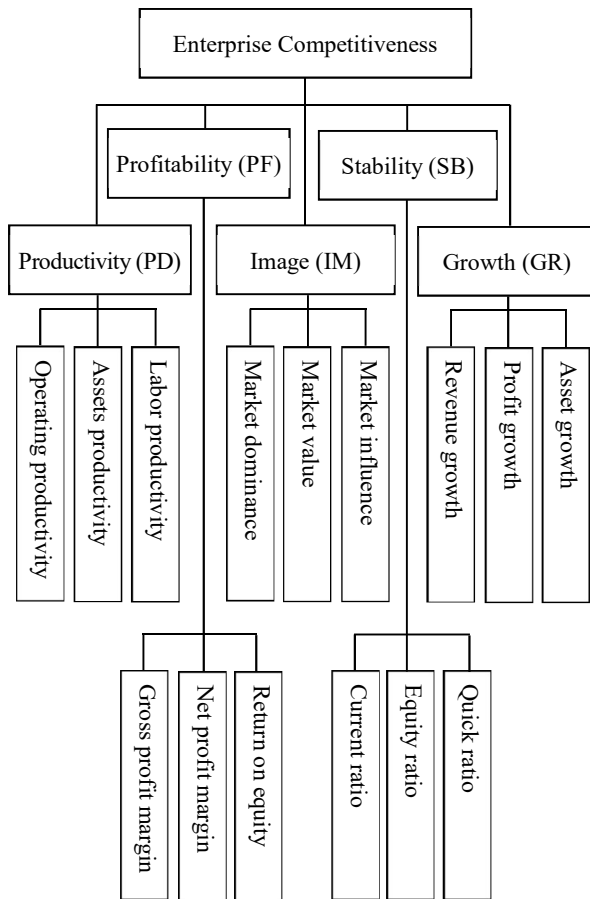 Enterprise Competitiveness
Profitability (PF)
Stability (SB)
Productivity (PD)
Image (IM)
Growth (GR)
Operating productivity
Assets productivity
Labor productivity
Market dominance
Market value
Market influence
Revenue growth
Profit growth
Asset growth
Gross profit margin
Net profit margin
Return on equity
Current ratio
Equity ratio
Quick ratio